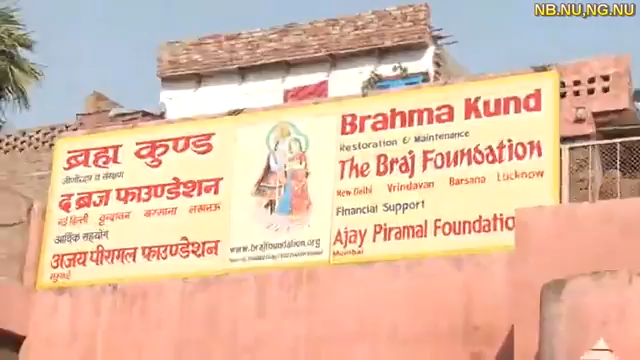 NB.NU,NG.NU
ब्रह्म कुण्ड
जीर्णोद्धार व संरक्षण
द ब्रज फाउण्डेशन
नई दिल्ली वृन्दावन बरसाना लखनऊ
आर्थिक सहयोग
अजय पीरामल फाउण्डेशन
मुम्बई
www.brajfoundation.org
Brahma Kund
Restoration & Maintenance
The Braj Foundation
New Delhi Vrindavan Barsana Lucknow
Financial Support
Ajay Piramal Foundation
Mumbai